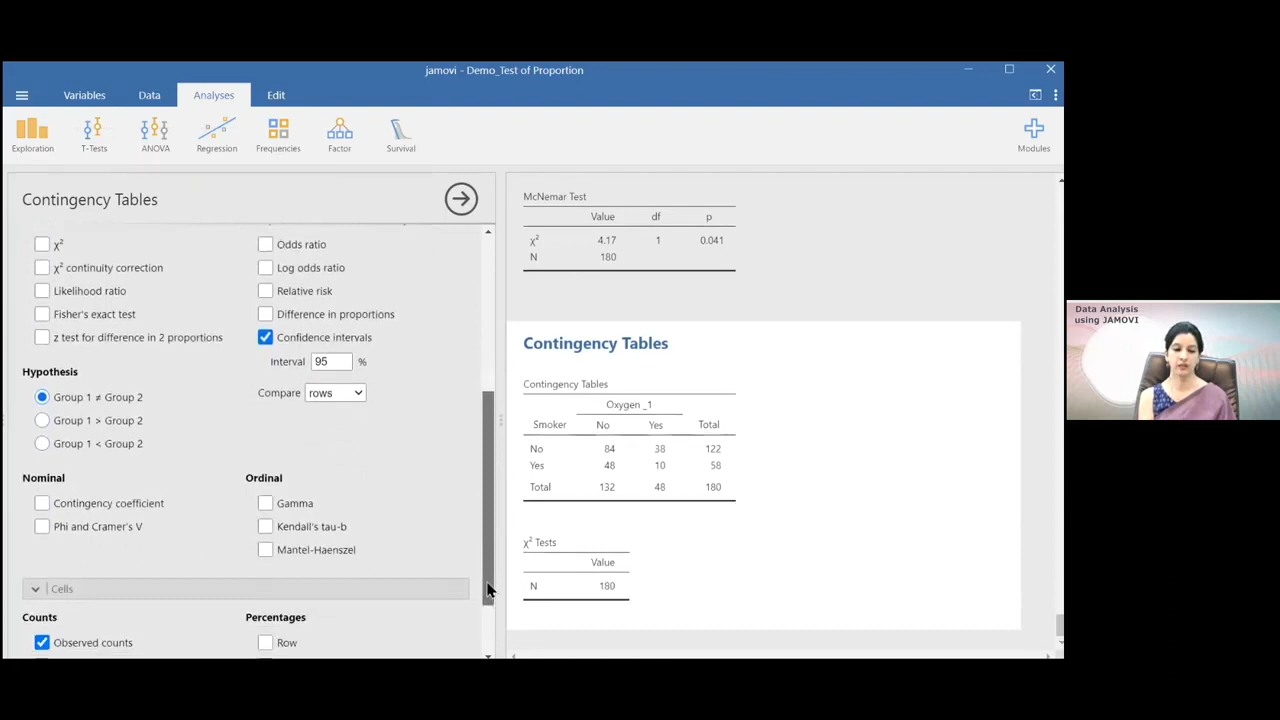 jamovi - Demo_Test of Proportion
Variables Data Analyses Edit
Exploration T-Tests ANOVA Regression Frequencies Factor Survival Modules
Contingency Tables
χ² Odds ratio
χ² continuity correction Log odds ratio
Likelihood ratio Relative risk
Fisher's exact test Difference in proportions
z test for difference in 2 proportions Confidence intervals
Interval 95 %
Hypothesis
Compare rows
Group 1 ≠ Group 2
Group 1 > Group 2
Group 1 < Group 2
Nominal Ordinal
Contingency coefficient Gamma
Phi and Cramer's V Kendall's tau-b
Mantel-Haenszel
Cells
Counts Percentages
Observed counts Row
McNemar Test
Value df p
χ² 4.17 1 0.041
N 180
Contingency Tables
Contingency Tables
Oxygen _1
Smoker No Yes Total
No 84 38 122
Yes 48 10 58
Total 132 48 180
χ² Tests
Value
N 180
Data Analysis
using JAMOVI